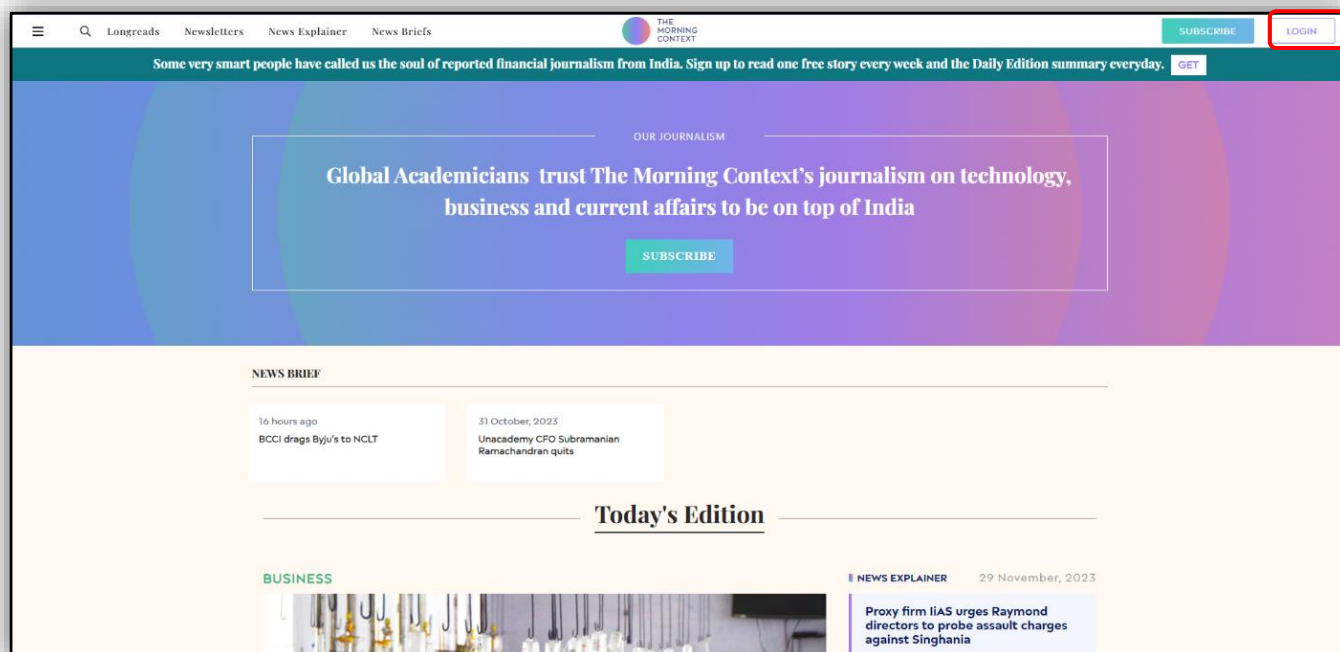 Longreads Newsletters News Explainer News Briefs
THE
MORNING
CONTEXT
SUBSCRIBE
LOGIN
Some very smart people have called us the soul of reported financial journalism from India. Sign up to read one free story every week and the Daily Edition summary everyday. GET
OUR JOURNALISM
Global Academicians trust The Morning Context's journalism on technology,
business and current affairs to be on top of India
SUBSCRIBE
NEWS BRIEF
16 hours ago
BCCI drags Byju's to NCLT
31 October, 2023
Unacademy CFO Subramanian
Ramachandran quits
Today's Edition
BUSINESS
NEWS EXPLAINER 29 November, 2023
Proxy firm IiAS urges Raymond
directors to probe assault charges
against Singhania